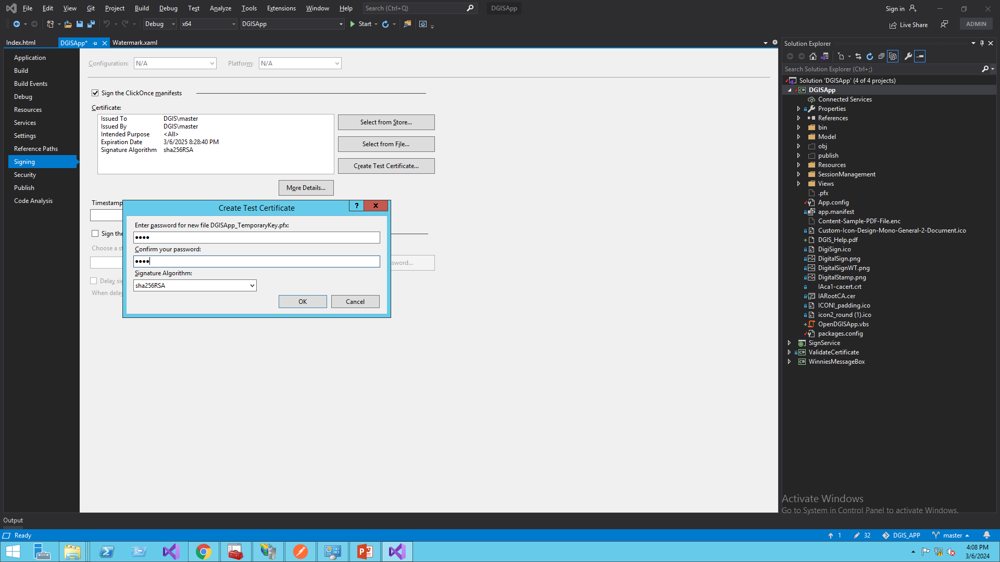 File Edit View Git Project Build Debug Test Analyze Tools Extensions Window Help Search (Ctrl+Q) DGISApp Sign in
Debug x64 DGISApp Start Live Share ADMIN
Index.html DGISApp* Watermark.xaml
Application
Build
Build Events
Debug
Resources
Services
Settings
Reference Paths
Signing
Security
Publish
Code Analysis
Configuration: N/A Platform: N/A
Sign the ClickOnce manifests
Certificate:
Issued To DGIS\master
Issued By DGIS\master
Intended Purpose <All>
Expiration Date 3/6/2025 8:28:40 PM
Signature Algorithm sha256RSA
Select from Store...
Select from File...
Create Test Certificate...
More Details...
Timestamp
Sign the
Choose a st
sword...
Delay sig
When delay
Create Test Certificate ? x
Enter password for new file DGISApp_TemporaryKey.pfx:
••••
Confirm your password:
••••
Signature Algorithm:
sha256RSA
OK Cancel
Solution Explorer
Search Solution Explorer (Ctrl+;)
Solution 'DGISApp' (4 of 4 projects)
C# DGISApp
Connected Services
Properties
References
bin
Model
obj
publish
Resources
SessionManagement
Views
.pfx
App.config
app.manifest
Content-Sample-PDF-File.enc
Custom-Icon-Design-Mono-General-2-Document.ico
DGIS_Help.pdf
DigiSign.ico
DigitalSign.png
DigitalSignWT.png
DigitalStamp.png
IAca1-cacert.crt
IARootCA.cer
ICON!_padding.ico
icon2_round (1).ico
OpenDGISApp.vbs
packages.config
SignService
C# ValidateCertificate
C# WinniesMessageBox
Activate Windows
Go to System in Control Panel to activate Windows.
Output
Ready 1 32 DGIS_APP master
4:08 PM
3/6/2024